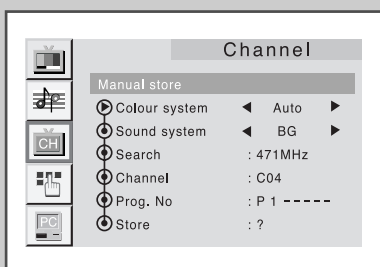 Channel
Manual store
Colour system ◀ Auto ▶
Sound system ◀ BG ▶
Search : 471MHz
CH
Channel : C04
Prog. No : P 1 -----
PC
Store : ?